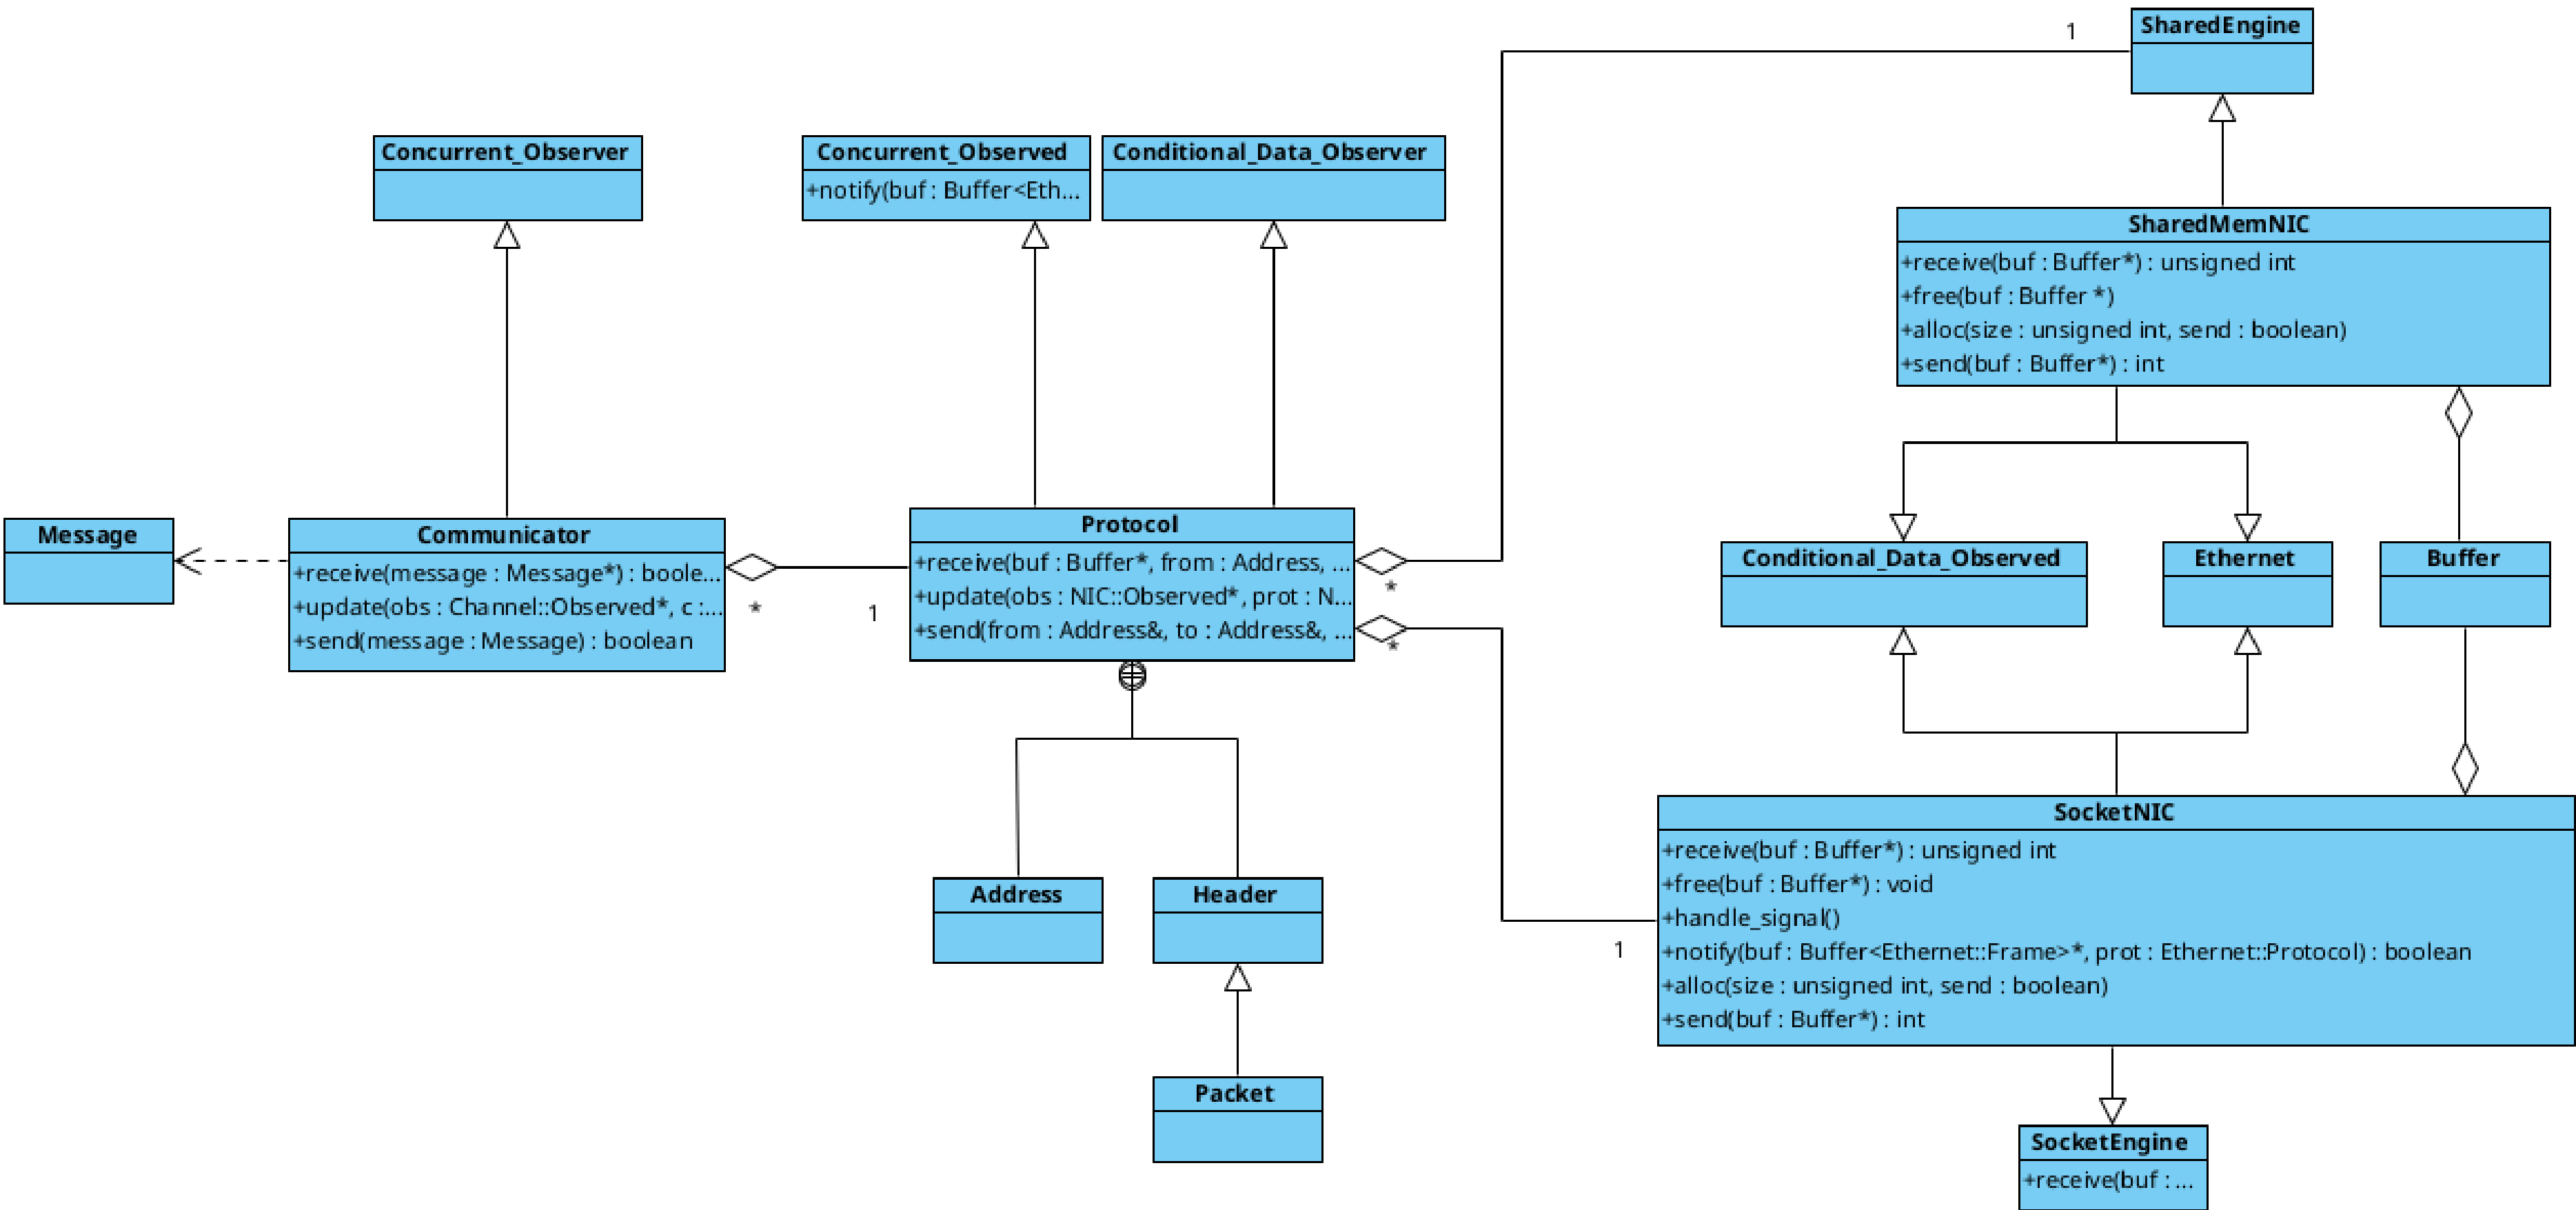 1
SharedEngine
Concurrent_Observer
Concurrent_Observed
+notify(buf : Buffer<Eth...
Conditional_Data_Observer
SharedMemNIC
+receive(buf : Buffer*) : unsigned int
+free(buf : Buffer *)
+alloc(size : unsigned int, send : boolean)
+send(buf : Buffer*) : int
Message
Communicator
+receive(message : Message*) : boole...
+update(obs : Channel::Observed*, c :...
+send(message : Message) : boolean
*
1
Protocol
+receive(buf : Buffer*, from : Address, ...
+update(obs : NIC::Observed*, prot : N...
+send(from : Address&, to : Address&, ...
*
*
Conditional_Data_Observed
Ethernet
Buffer
Address
Header
Packet
1
SocketNIC
+receive(buf : Buffer*) : unsigned int
+free(buf : Buffer*) : void
+handle_signal()
+notify(buf : Buffer<Ethernet::Frame>*, prot : Ethernet::Protocol) : boolean
+alloc(size : unsigned int, send : boolean)
+send(buf : Buffer*) : int
SocketEngine
+receive(buf : ...